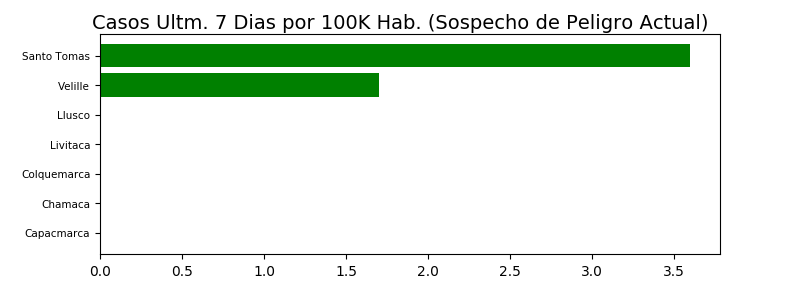 Casos Ultm. 7 Dias por 100K Hab. (Sospecho de Peligro Actual)
Santo Tomas
Velille
Llusco
Livitaca
Colquemarca
Chamaca
Capacmarca
0.0 0.5 1.0 1.5 2.0 2.5 3.0 3.5